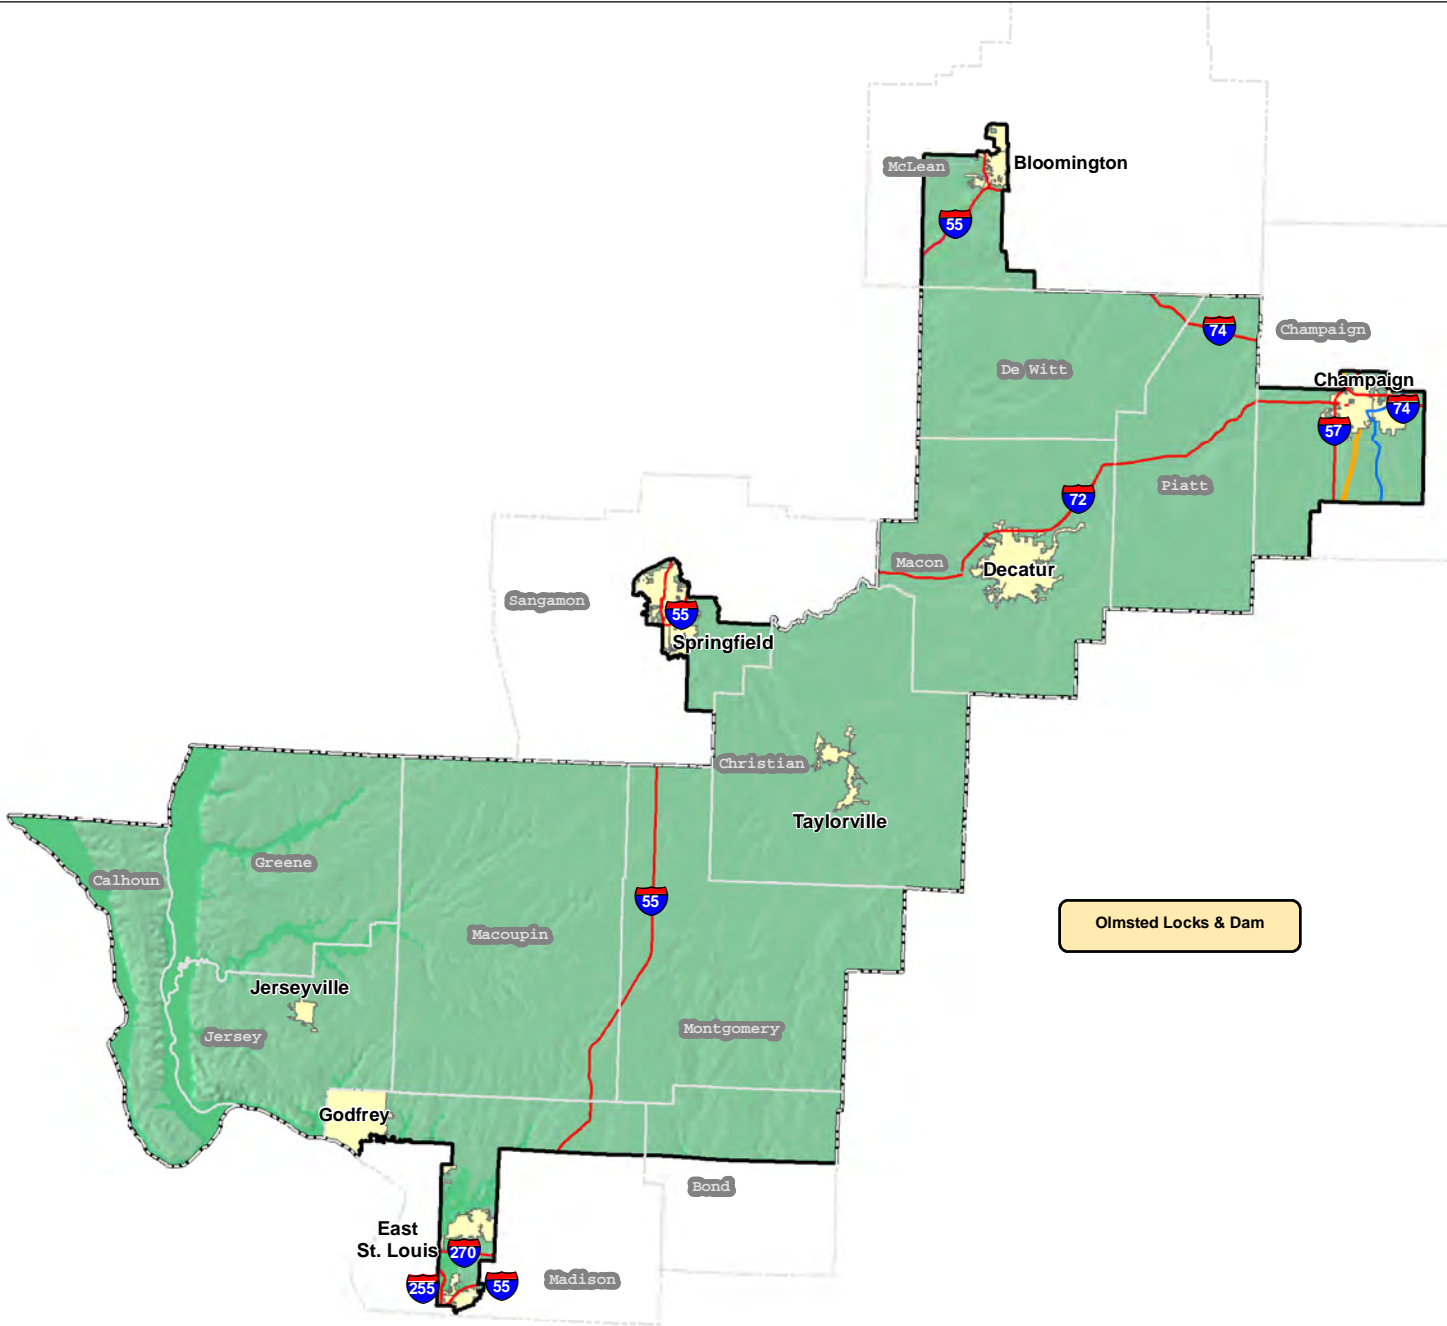 McLean
Bloomington
55
74
Champaign
De Witt
Champaign
74
57
Piatt
72
Macon
Decatur
Sangamon
55
Springfield
Christian
Taylorville
Greene
Calhoun
55
Olmsted Locks & Dam
Macoupin
Jerseyville
Jersey
Montgomery
Godfrey
Bond
East
St. Louis
270
255
55
Madison